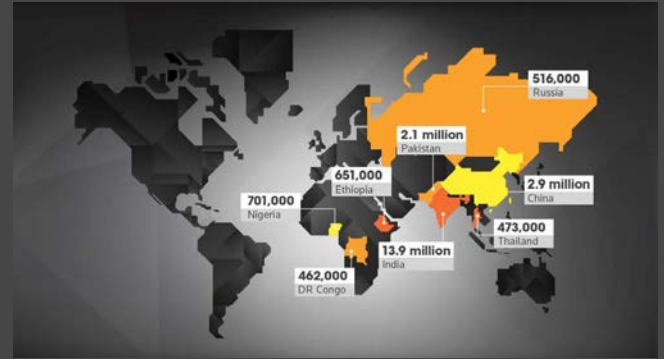 516,000
Russia
2.1 million
Pakistan
651,000
Ethiopia
2.9 million
China
701,000
Nigeria
473,000
Thailand
13.9 million
India
462,000
DR Congo